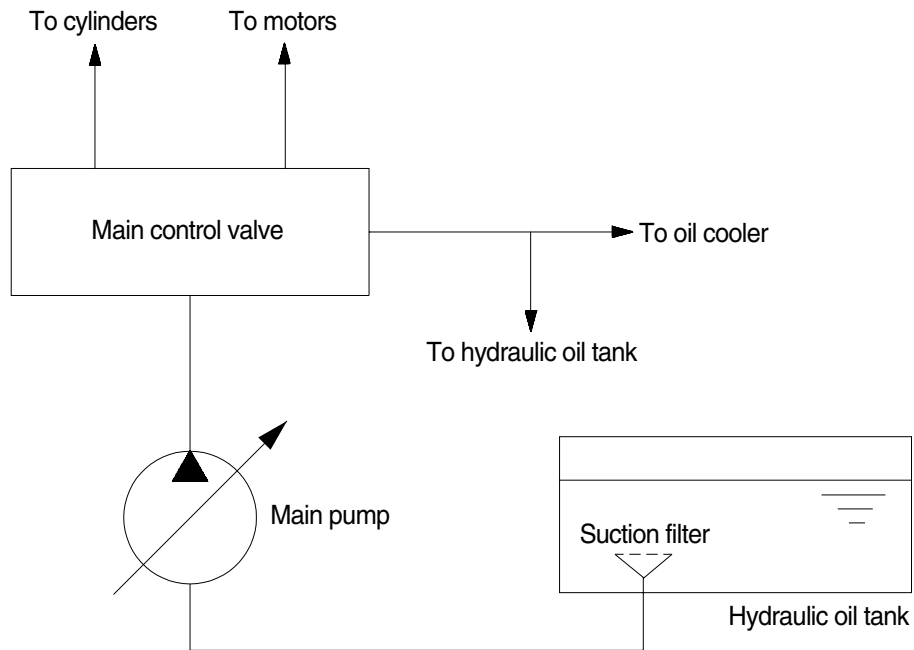 To cylinders
To motors
Main control valve
To oil cooler
To hydraulic oil tank
Main pump
Suction filter
Hydraulic oil tank